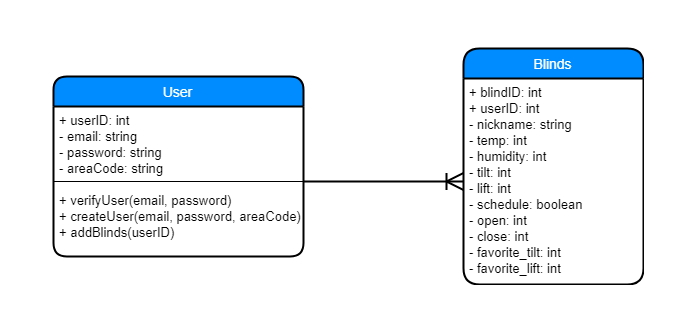 User
+ userID: int
- email: string
- password: string
- areaCode: string
+ verifyUser(email, password)
+ createUser(email, password, areaCode)
+ addBlinds(userID)
Blinds
+ blindID: int
+ userID: int
- nickname: string
- temp: int
- humidity: int
- tilt: int
- lift: int
- schedule: boolean
- open: int
- close: int
- favorite_tilt: int
- favorite_lift: int